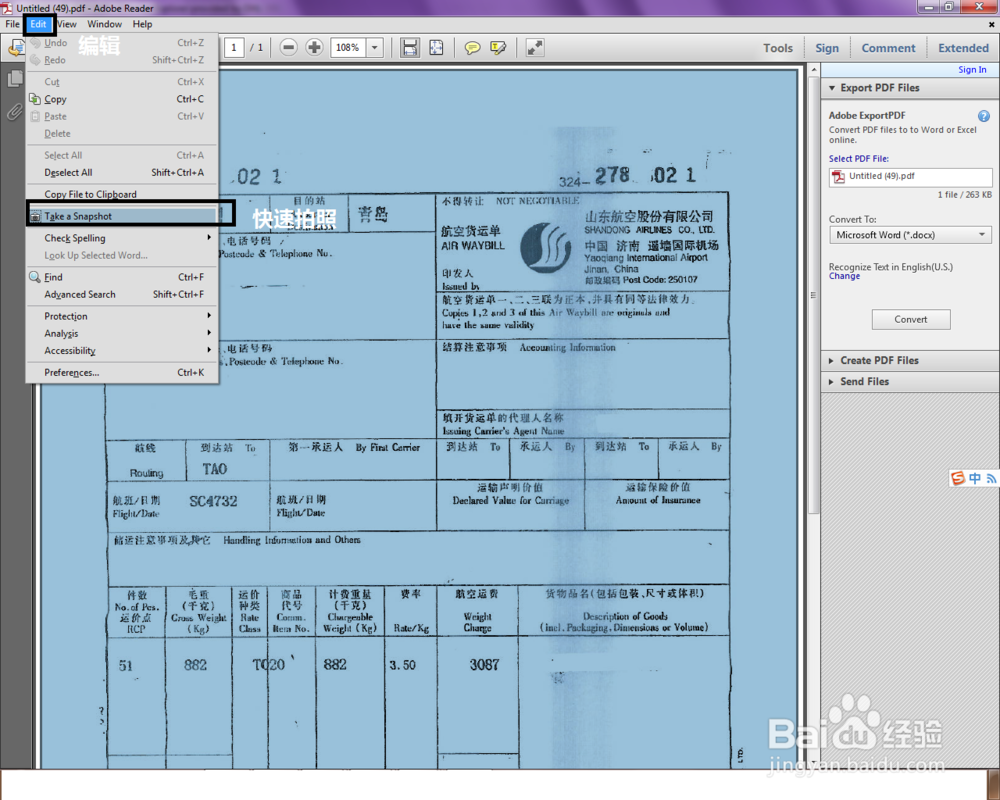 Untitled (49).pdf - Adobe Reader
File Edit View Window Help
编辑
1 / 1 108% Tools Sign Comment Extended
Undo Ctrl+Z
Redo Shift+Ctrl+Z
Cut Ctrl+X
Copy Ctrl+C
Paste Ctrl+V
Delete
Select All Ctrl+A
Deselect All Shift+Ctrl+A
Copy File to Clipboard
Take a Snapshot
快速拍照
Check Spelling
Look Up Selected Word...
Find Ctrl+F
Advanced Search Shift+Ctrl+F
Protection
Analysis
Accessibility
Preferences... Ctrl+K
02 1
324- 278 02 1
目的站
青岛
不得转让 NOT NEGOTIABLE
航空货运单
AIR WAYBILL
印发人
Issued by
山东航空股份有限公司
SHANDONG AIRLINES CO., LTD.
中国 济南 遥墙国际机场
Yaoqiang International Airport
Jinan, China
邮政编码 Post Code: 250107
、电话号码
Postcode & Telephone No.
航空货运单一、二、三联为正本,并具有同等法律效力.
Copies 1,2 and 3 of this Air Waybill are originals and
have the same validity
、电话号码
, Postcode & Telephone No.
结算注意事项 Accounting Information
填开货运单的代理人名称
Issuing Carrier's Agent Name
航线
Routing
到达站 To
TAO
第一承运人 By First Carrier
到达站 To
承运人 By
到达站 To
承运人 By
航班/日期
Flight/Date
SC4732
航班/日期
Flight/Date
运输声明价值
Declared Value for Carriage
运输保险价值
Amount of Insurance
储运注意事项及其它 Handling Information and Others
件数
No. of Pcs.
运价点
RCP
毛重
(千克)
Gross Weight
(Kg)
运价
种类
Rate
Class
商品
代号
Comm.
Item No.
计费重量
(千克)
Chargeable
Weight (Kg)
费率
Rate/Kg
航空运费
Weight
Charge
货物品名(包括包装、尺寸或体积)
Description of Goods
(incl. Packaging, Dimensions or Volume)
51 882 TC20 882 3.50 3087
Sign In
Export PDF Files
Adobe ExportPDF
Convert PDF files to to Word or Excel
online.
Select PDF File:
Untitled (49).pdf
1 file / 263 KB
Convert To:
Microsoft Word (*.docx)
Recognize Text in English(U.S.)
Change
Convert
Create PDF Files
Send Files
中
Baidu 经验
jingyan.baidu.com